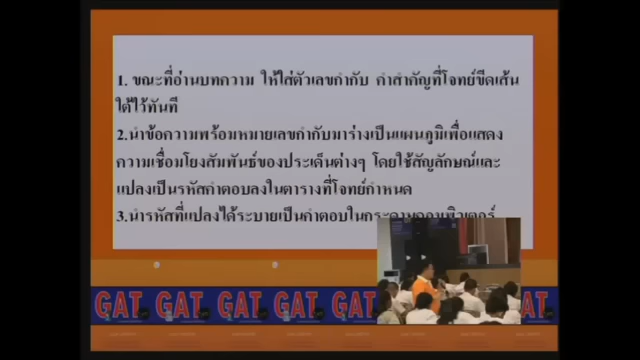 1. ขณะที่อ่านบทความ ให้ใส่ตัวเลขกำกับ คำสำคัญที่โจทย์ขีดเส้น
ใต้ไว้ทันที
2.นำข้อความพร้อมหมายเลขกำกับมาร่างเป็นแผนภูมิเพื่อแสดง
ความเชื่อมโยงสัมพันธ์ของประเด็นต่างๆ โดยใช้สัญลักษณ์และ
แปลงเป็นรหัสคำตอบลงในตารางที่โจทย์กำหนด
3.นำรหัสที่แปลงได้ระบายเป็นคำตอบในกระดาษคอมพิวเตอร์
GAT GAT GAT GAT GAT GAT